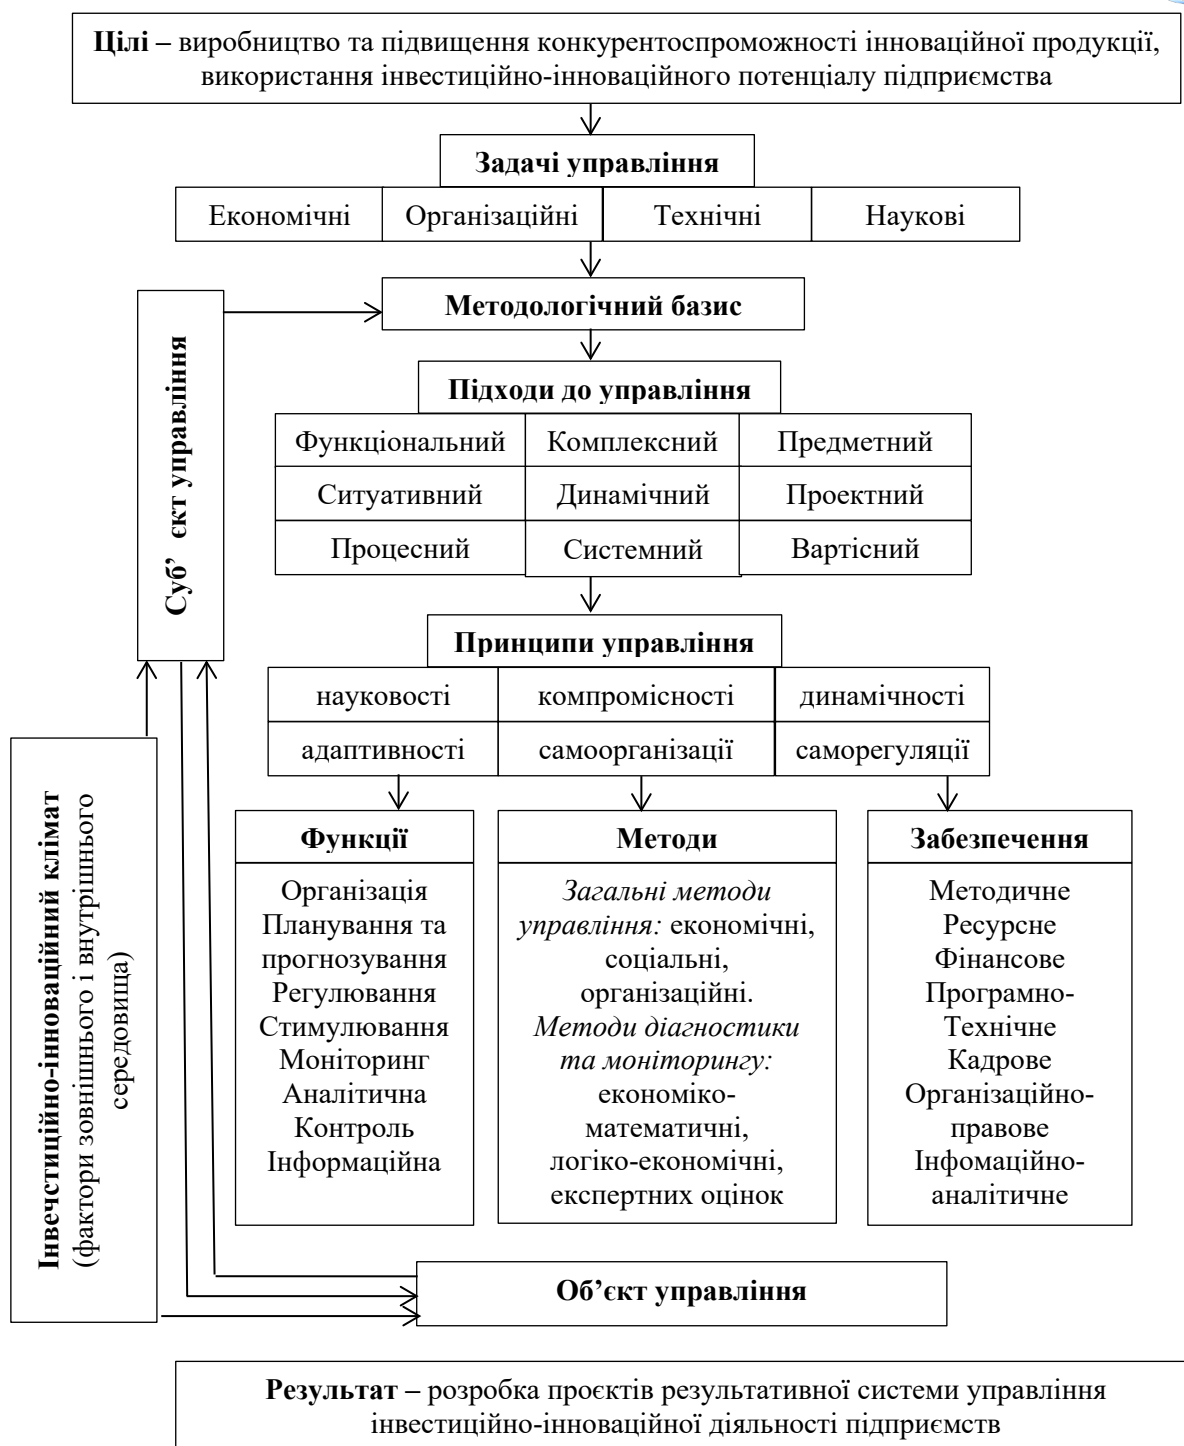 Цілі – виробництво та підвищення конкурентоспроможності інноваційної продукції,
використання інвестиційно-інноваційного потенціалу підприємства
Задачі управління
Економічні
Організаційні
Технічні
Наукові
Методологічний базис
Суб’ єкт управління
Підходи до управління
Функціональний
Комплексний
Предметний
Ситуативний
Динамічний
Проектний
Процесний
Системний
Вартісний
Принципи управління
науковості
компромісності
динамічності
адаптивності
самоорганізації
саморегуляції
Інвечстиційно-інноваційний клімат
(фактори зовнішнього і внутрішнього
середовища)
Функції
Організація
Планування та
прогнозування
Регулювання
Стимулювання
Моніторинг
Аналітична
Контроль
Інформаційна
Методи
Загальні методи
управління: економічні,
соціальні,
організаційні.
Методи діагностики
та моніторингу:
економіко-
математичні,
логіко-економічні,
експертних оцінок
Забезпечення
Методичне
Ресурсне
Фінансове
Програмно-
Технічне
Кадрове
Організаційно-
правове
Інфомаційно-
аналітичне
Об’єкт управління
Результат – розробка проєктів результативної системи управління
інвестиційно-інноваційної діяльності підприємств